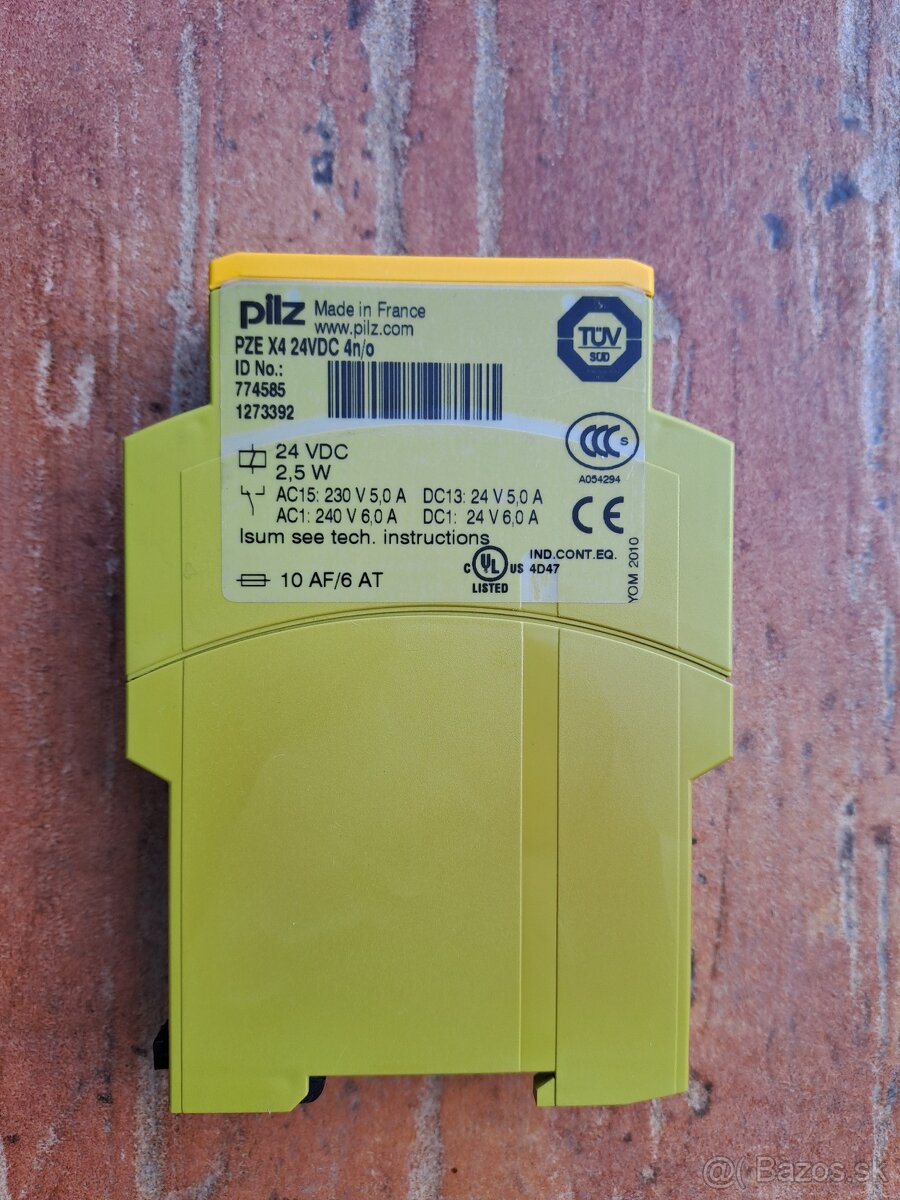 pilz Made in France
www.pilz.com
PZE X4 24VDC 4n/o
ID No.:
774585
1273392
TÜV
SÜD
CCC S
A054294
24 VDC
2,5 W
AC15: 230 V 5,0 A DC13: 24 V 5,0 A
AC1: 240 V 6,0 A DC1: 24 V 6,0 A
CE
Isum see tech. instructions
C UL US IND.CONT.EQ.
4D47
LISTED
10 AF/6 AT
YOM 2010
@( Bazos.sk